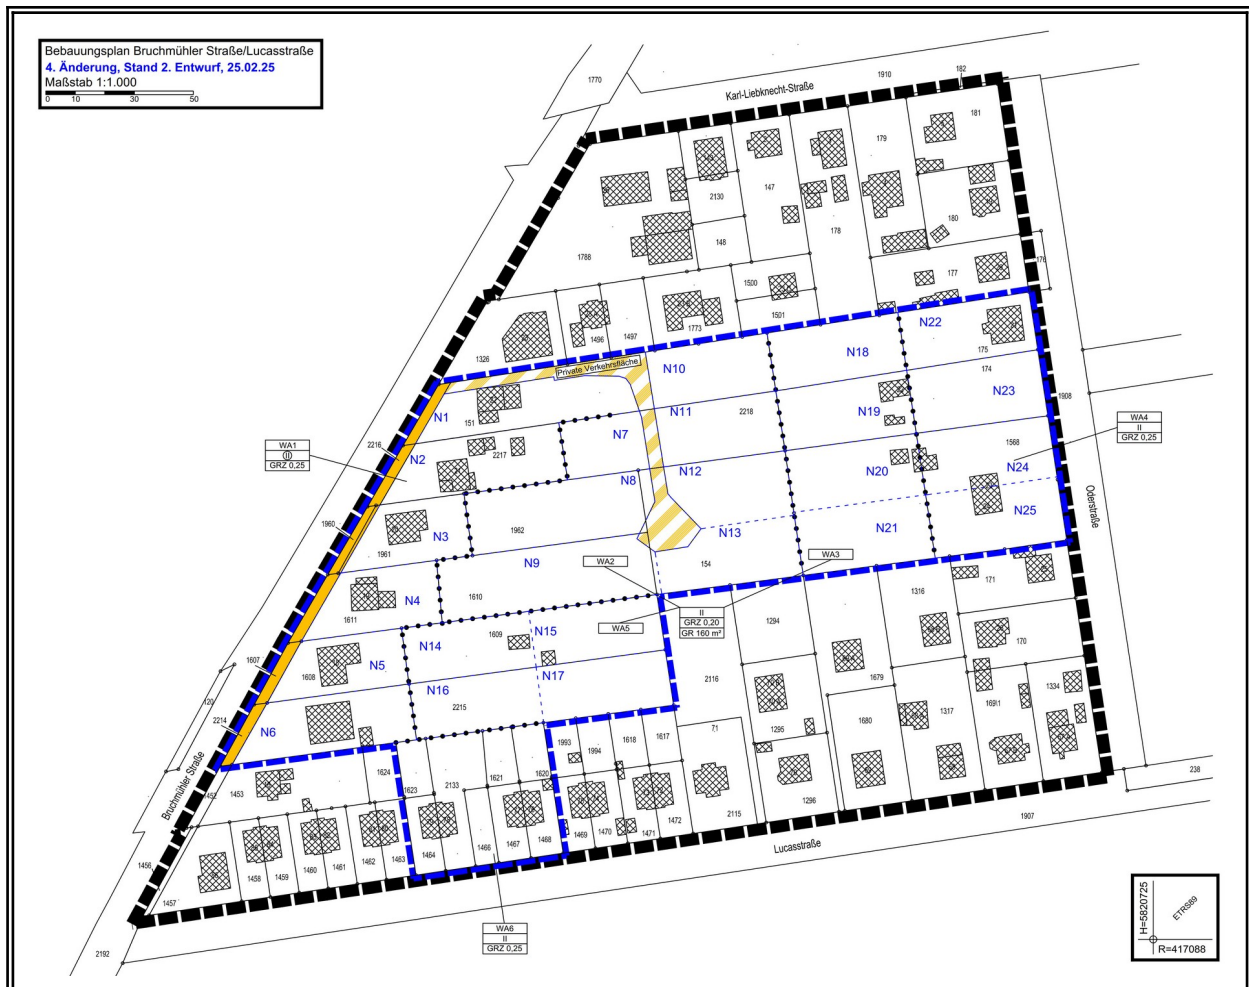 Bebauungsplan Bruchmühler Straße/Lucasstraße
4. Änderung, Stand 2. Entwurf, 25.02.25
Maßstab 1:1.000
0 10 30 50
1770
Karl-Liebknecht-Straße
1910
182
181
179
147
2130
148
178
180
177
176
1788
1500
1501
1773
1497
1496
1326
Private Verkehrsfläche
N10
N18
N22
175
174
N23
1908
N1
151
N11
2218
N19
N7
2216
N2
2217
WA1
II
GRZ 0,25
WA4
II
GRZ 0,25
1568
N24
N20
N12
N8
1960
N3
1961
1962
N13
N21
N25
Oderstraße
N9
154
WA2
WA3
N4
1610
1611
II
GRZ 0,20
GR 160 m²
WA5
171
1316
1294
170
1609
N15
N14
N5
1607
1608
N16
N17
2215
2116
1679
1334
1691
120
2214
N6
1680
1317
1295
71
1993
1994
1618
1617
Bruchmühler Straße
1624
1623
2133
1621
1620
1452
1453
238
1296
2115
1907
Lucasstraße
1456
1457
1458
1459
1460
1461
1462
1463
1464
1466
1467
1468
1469
1470
1471
1472
WA6
II
GRZ 0,25
2192
H=5820725
ETRS89
R=417088